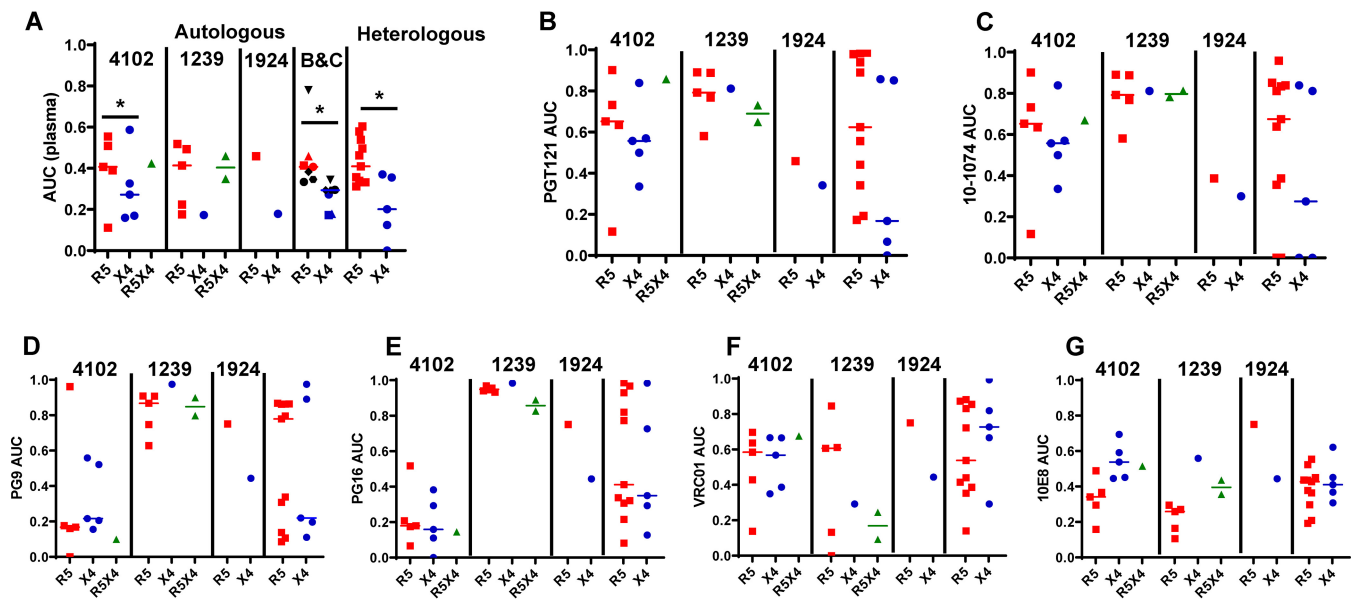 A
Autologous
Heterologous
4102 1239 1924 B&C
* * *
AUC (plasma)
1.0
0.8
0.6
0.4
0.2
0.0
R5 X4 R5X4 R5 X4 R5X4 R5 X4 R5 X4 R5 X4
B
4102 1239 1924
PGT121 AUC
1.0
0.8
0.6
0.4
0.2
0.0
R5 X4 R5X4 R5 X4 R5X4 R5 X4 R5 X4
C
4102 1239 1924
10-1074 AUC
1.0
0.8
0.6
0.4
0.2
0.0
R5 X4 R5X4 R5 X4 R5X4 R5 X4 R5 X4
D
4102 1239 1924
PG9 AUC
1.0
0.8
0.6
0.4
0.2
0.0
R5 X4 R5X4 R5 X4 R5X4 R5 X4 R5 X4
E
4102 1239 1924
PG16 AUC
1.0
0.8
0.6
0.4
0.2
0.0
R5 X4 R5X4 R5 X4 R5X4 R5 X4 R5 X4
F
4102 1239 1924
VRC01 AUC
1.0
0.8
0.6
0.4
0.2
0.0
R5 X4 R5X4 R5 X4 R5X4 R5 X4 R5 X4
G
4102 1239 1924
10E8 AUC
1.0
0.8
0.6
0.4
0.2
0.0
R5 X4 R5X4 R5 X4 R5X4 R5 X4 R5 X4